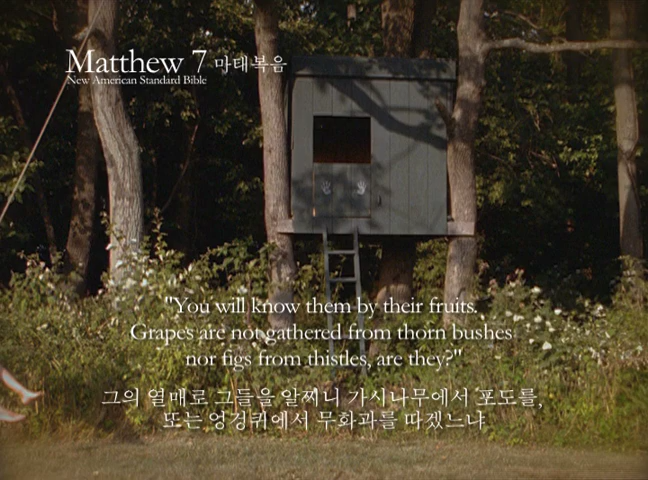 Matthew 7 마태복음
New American Standard Bible
"You will know them by their fruits.
Grapes are not gathered from thorn bushes
nor figs from thistles, are they?"
그의 열매로 그들을 알찌니 가시나무에서 포도를,
또는 엉겅퀴에서 무화과를 따겠느냐